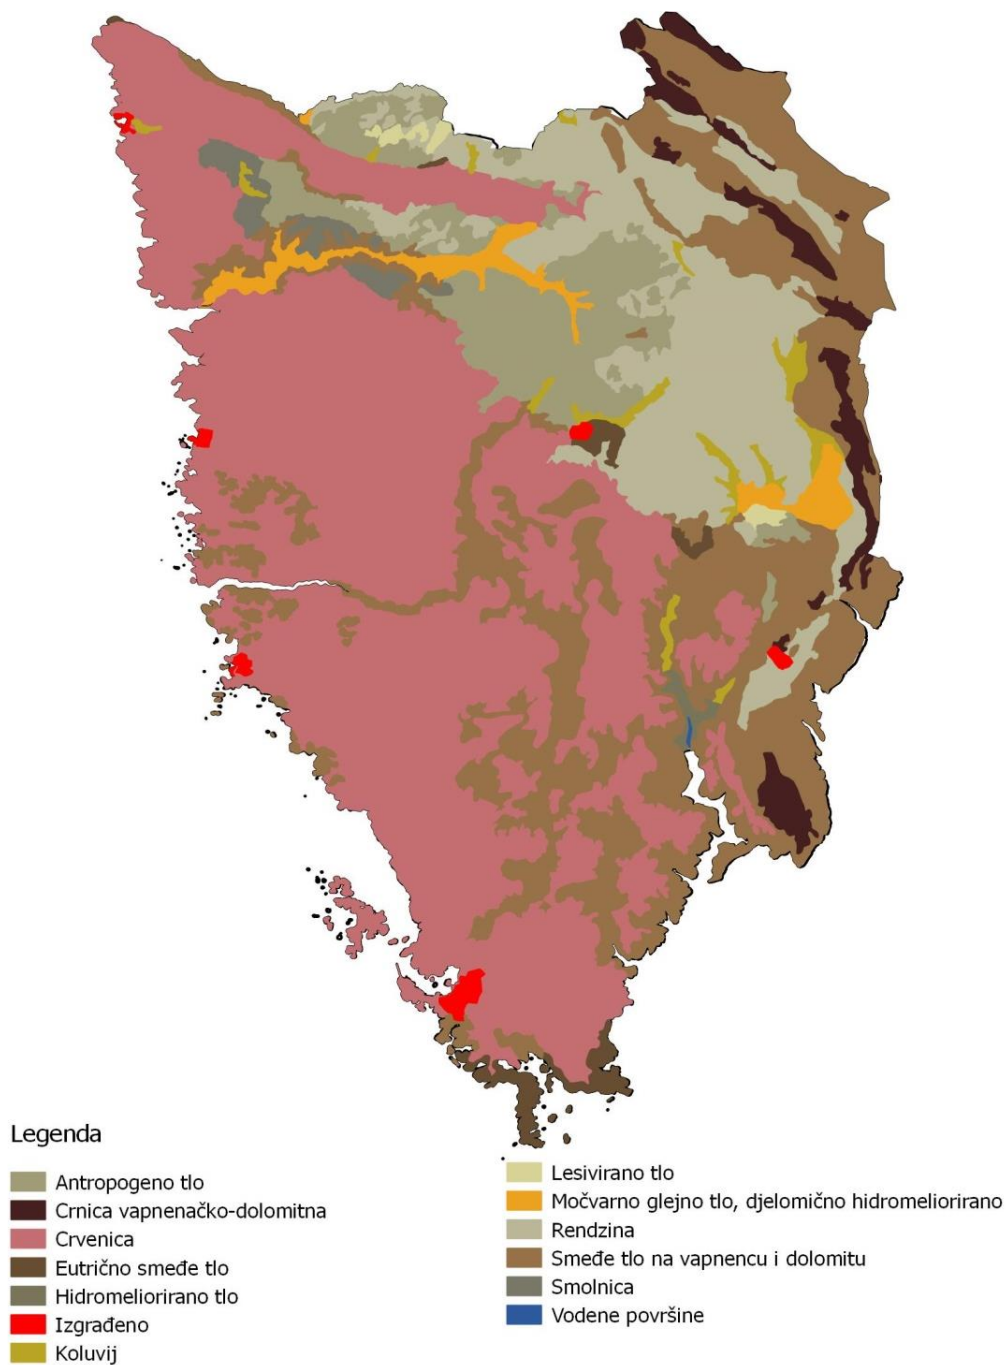 Legenda
Antropogeno tlo
Crnica vapnenačko-dolomitna
Crvenica
Eutrično smeđe tlo
Hidromeliorirano tlo
Izgrađeno
Koluvij
Lesivirano tlo
Močvarno glejno tlo, djelomično hidromeliorirano
Rendzina
Smeđe tlo na vapnencu i dolomitu
Smolnica
Vodene površine